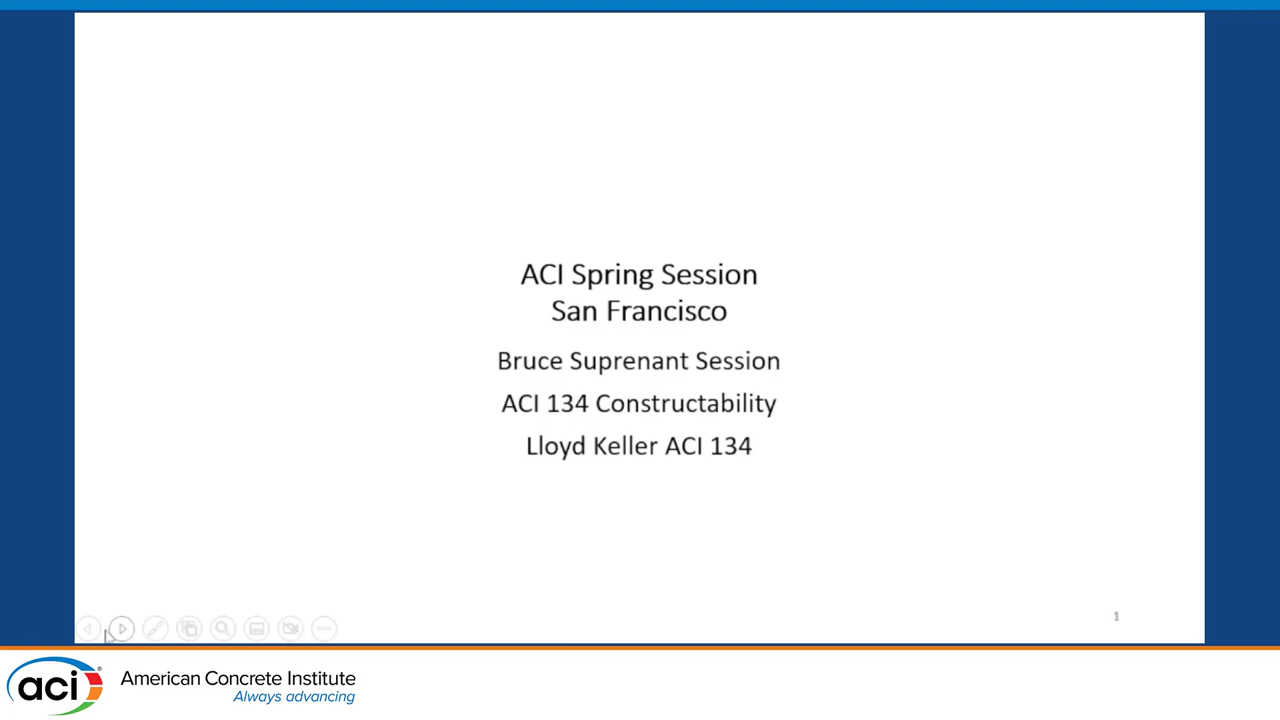 ACI Spring Session
San Francisco
Bruce Suprenant Session
ACI 134 Constructability
Lloyd Keller ACI 134
1
aci®
American Concrete Institute
Always advancing